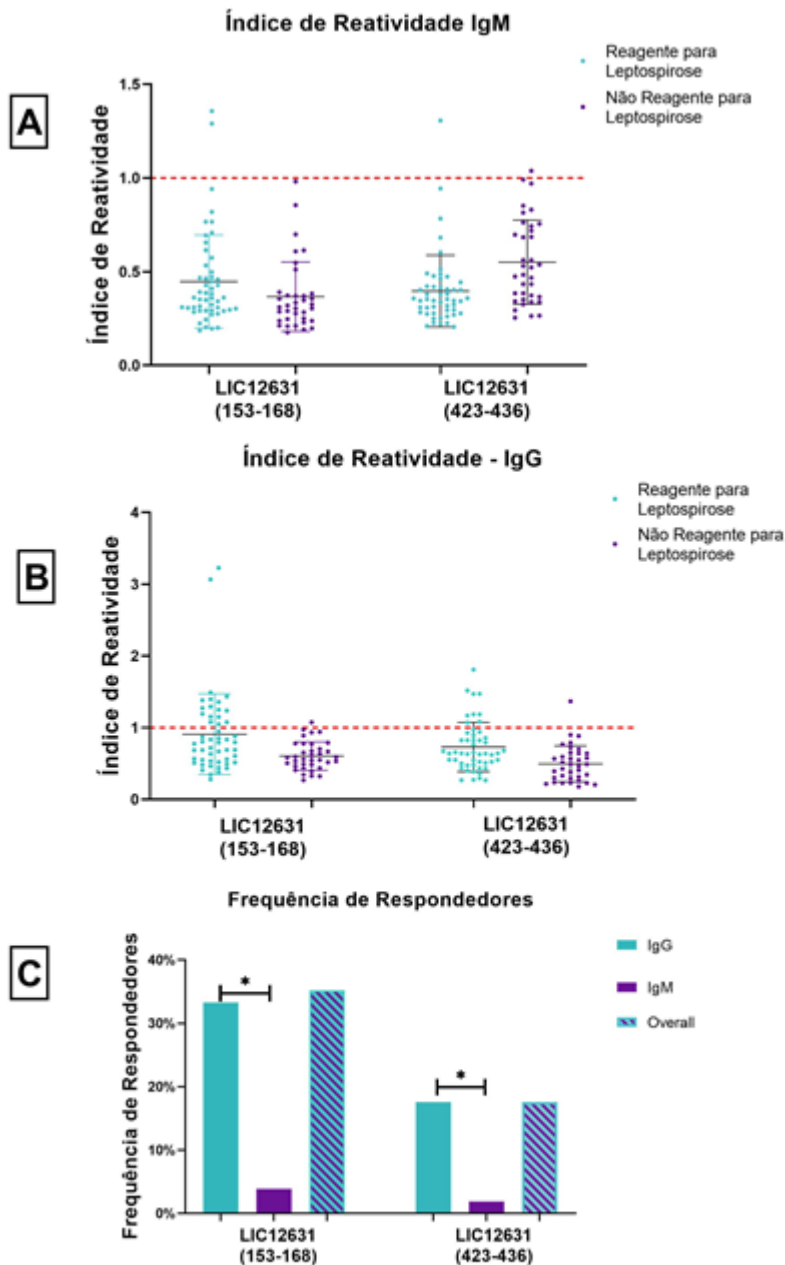 Índice de Reatividade IgM
Reagente para
Leptospirose
Não Reagente para
Leptospirose
A
Índice de Reatividade
1.5
1.0
0.5
0.0
LIC12631
(153-168)
LIC12631
(423-436)
Índice de Reatividade - IgG
Reagente para
Leptospirose
Não Reagente para
Leptospirose
B
Índice de Reatividade
4
3
2
1
0
LIC12631
(153-168)
LIC12631
(423-436)
Frequência de Respondedores
C
Frequência de Respondedores
40%
30%
20%
10%
0%
*
*
IgG
IgM
Overall
LIC12631
(153-168)
LIC12631
(423-436)